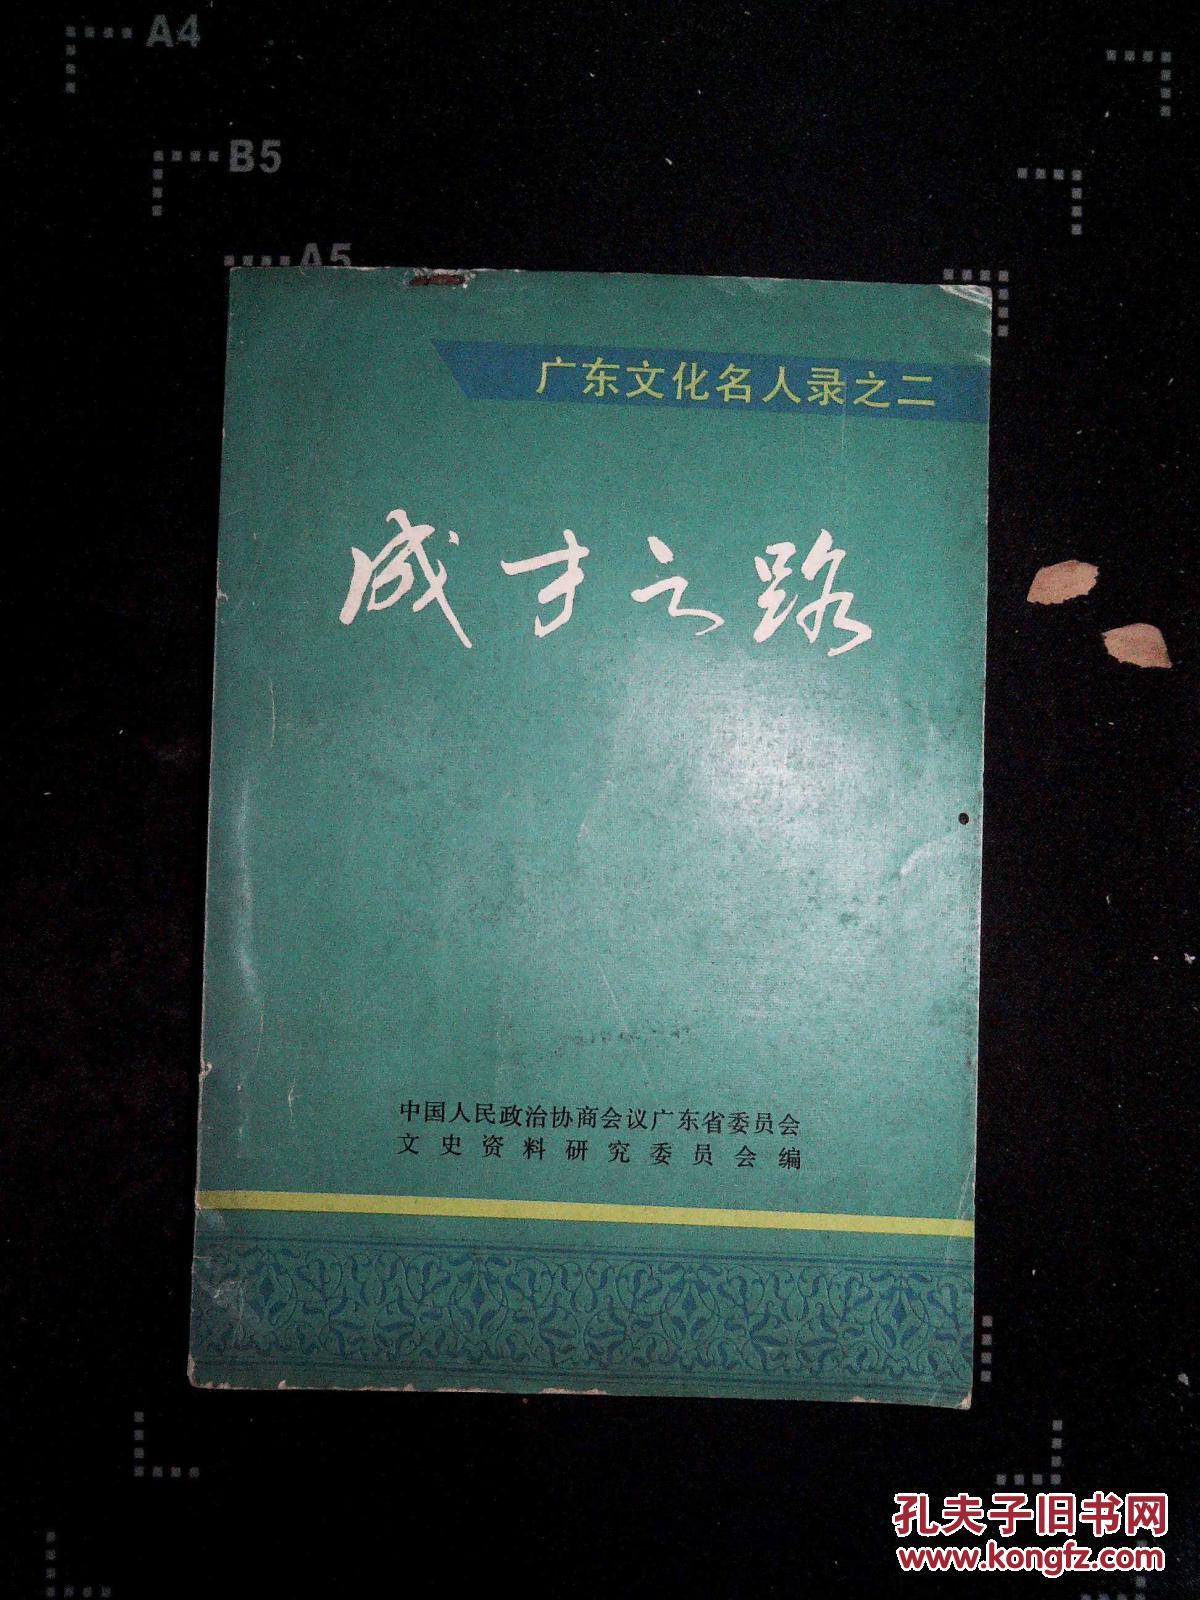 A4
B5
A5
广东文化名人录之二
成才之路
中国人民政治协商会议广东省委员会
文史资料研究委员会编
孔夫子旧书网
www.kongfz.com